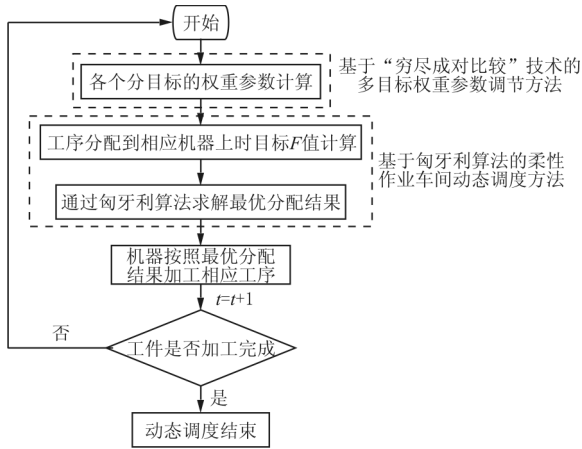 开始
各个分目标的权重参数计算
基于“穷尽成对比较”技术的
多目标权重参数调节方法
工序分配到相应机器上时目标F值计算
通过匈牙利算法求解最优分配结果
基于匈牙利算法的柔性
作业车间动态调度方法
机器按照最优分配
结果加工相应工序
t=t+1
否
工件是否加工完成
是
动态调度结束